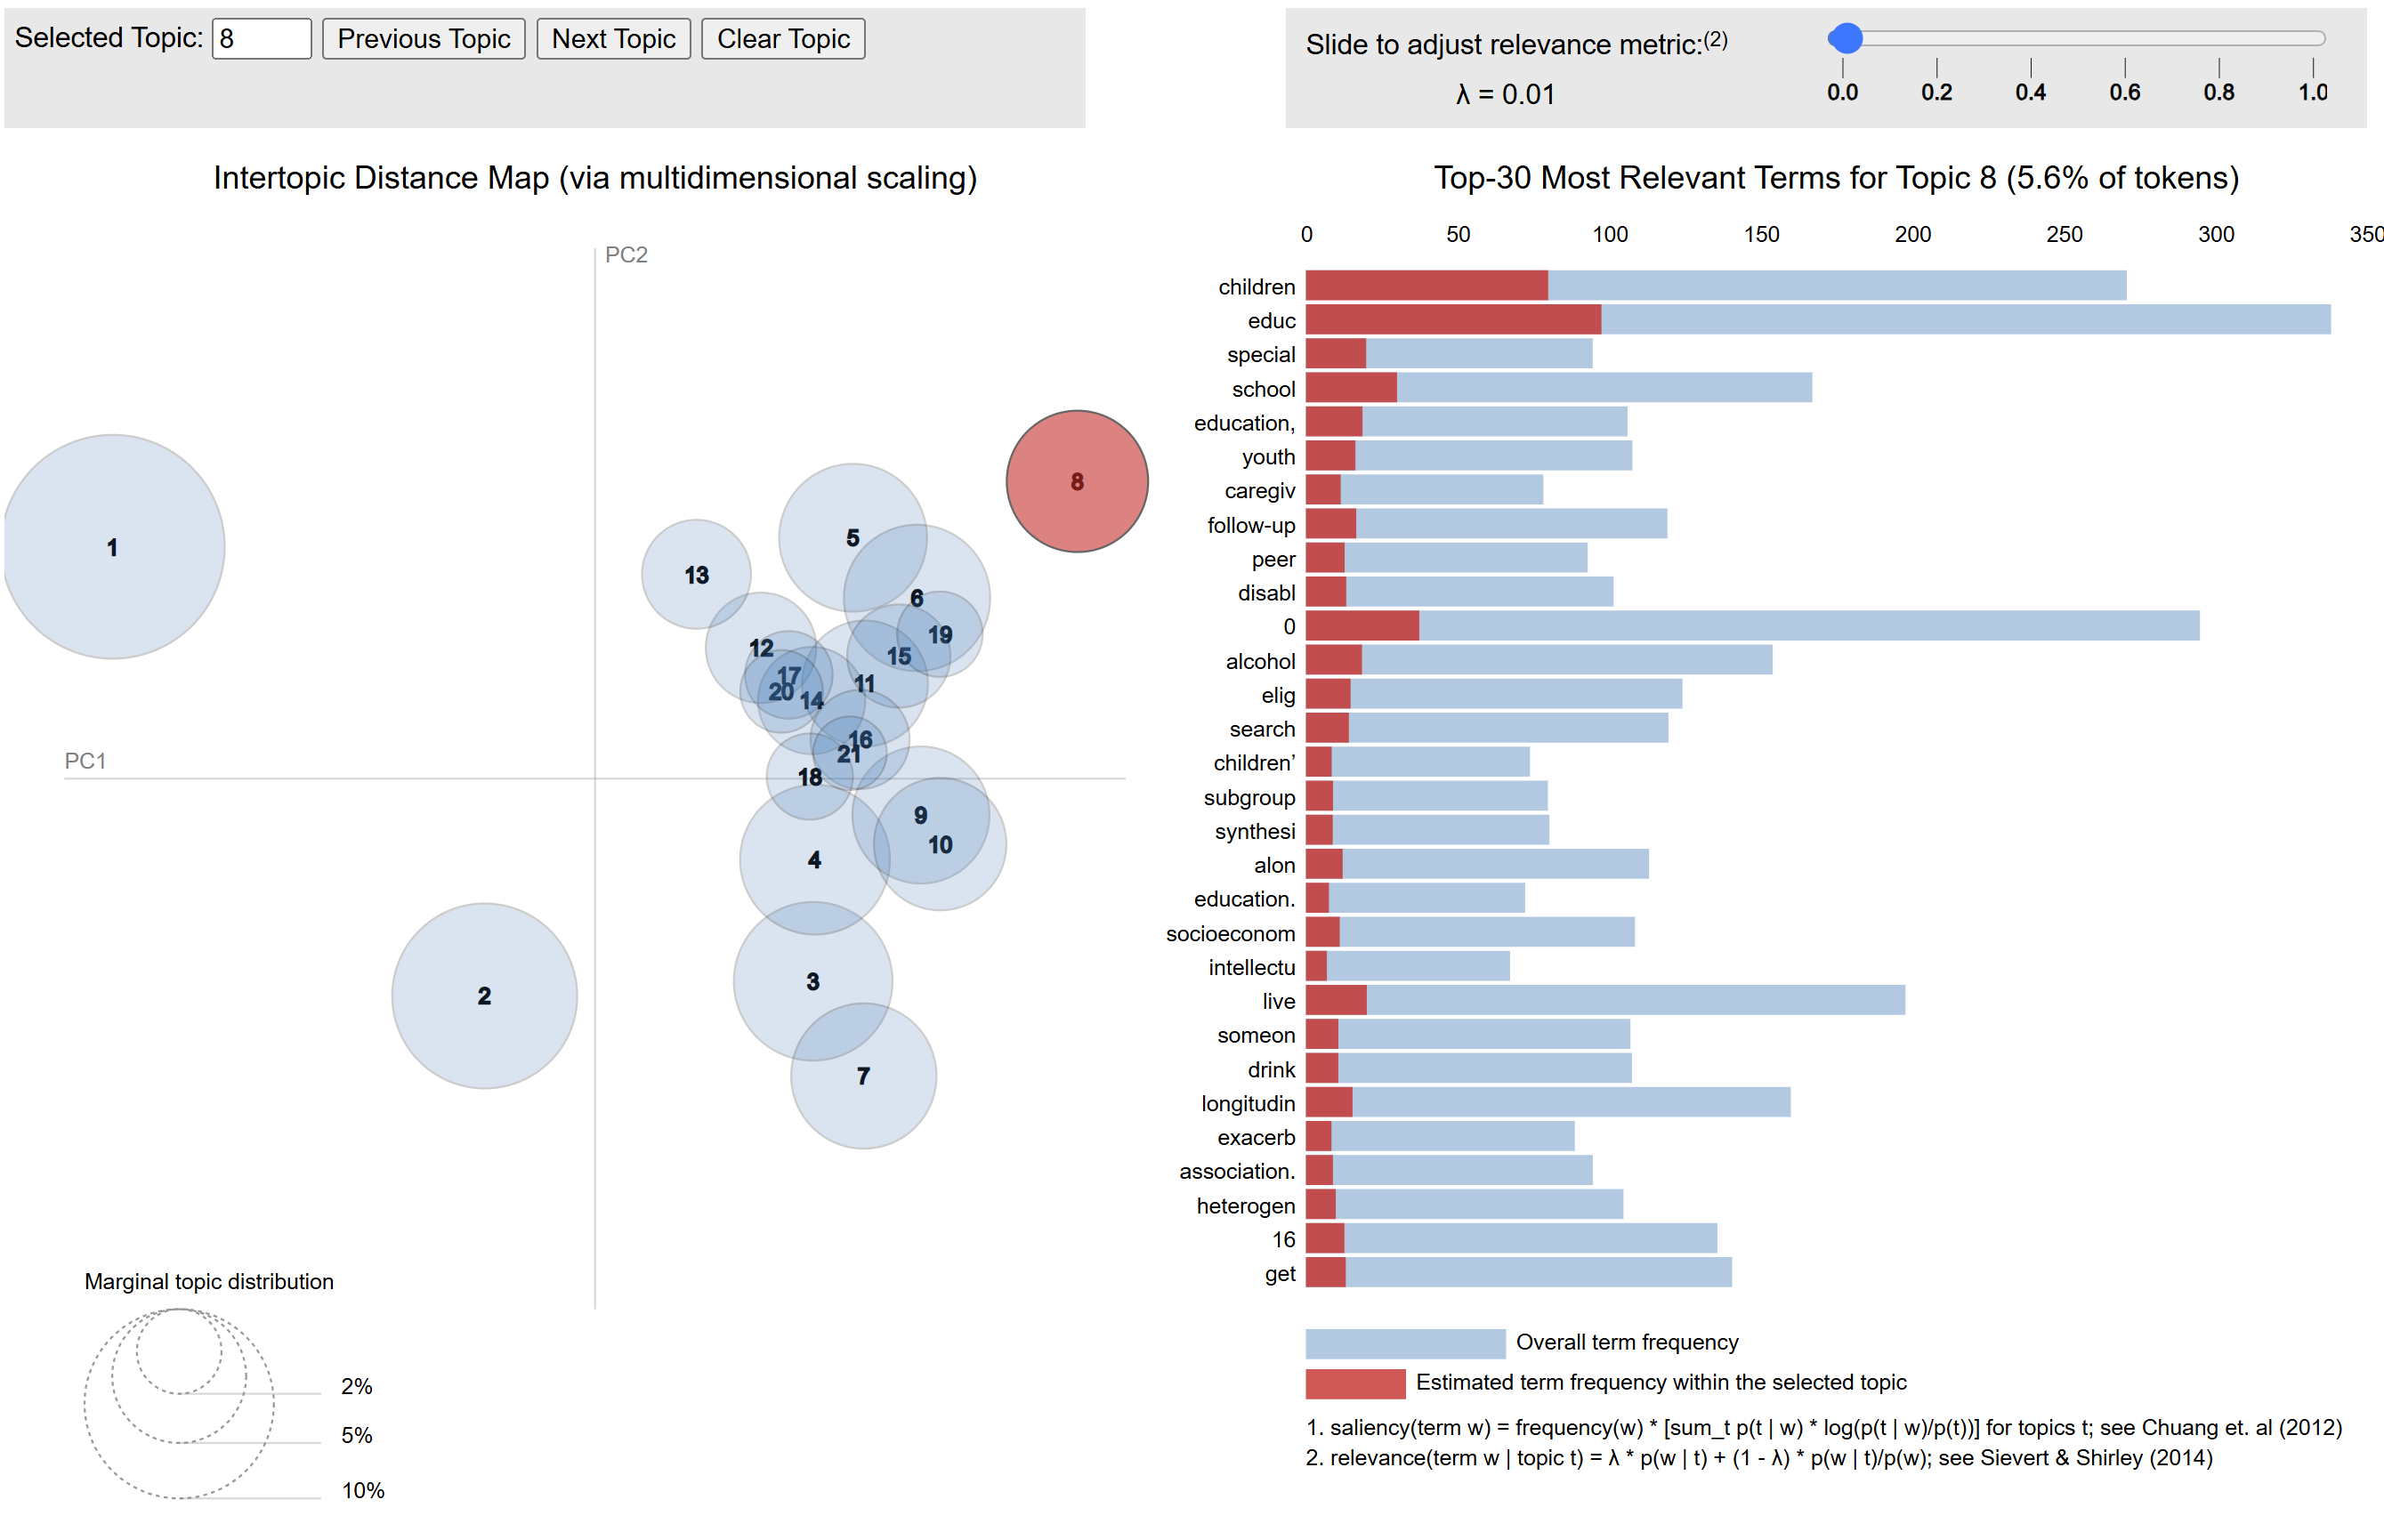 Selected Topic: 8 Previous Topic Next Topic Clear Topic
Slide to adjust relevance metric:(2)
λ = 0.01
0.0 0.2 0.4 0.6 0.8 1.0
Intertopic Distance Map (via multidimensional scaling)
PC2
PC1
1
2
3
4
5
6
7
8
9
10
11
12
13
14
15
16
17
18
19
20
21
Marginal topic distribution
2%
5%
10%
Top-30 Most Relevant Terms for Topic 8 (5.6% of tokens)
0 50 100 150 200 250 300 350
children
educ
special
school
education,
youth
caregiv
follow-up
peer
disabl
0
alcohol
elig
search
children’
subgroup
synthesi
alon
education.
socioeconom
intellectu
live
someon
drink
longitudin
exacerb
association.
heterogen
16
get
Overall term frequency
Estimated term frequency within the selected topic
1. saliency(term w) = frequency(w) * [sum_t p(t | w) * log(p(t | w)/p(t))] for topics t; see Chuang et. al (2012)
2. relevance(term w | topic t) = λ * p(w | t) + (1 - λ) * p(w | t)/p(w); see Sievert & Shirley (2014)